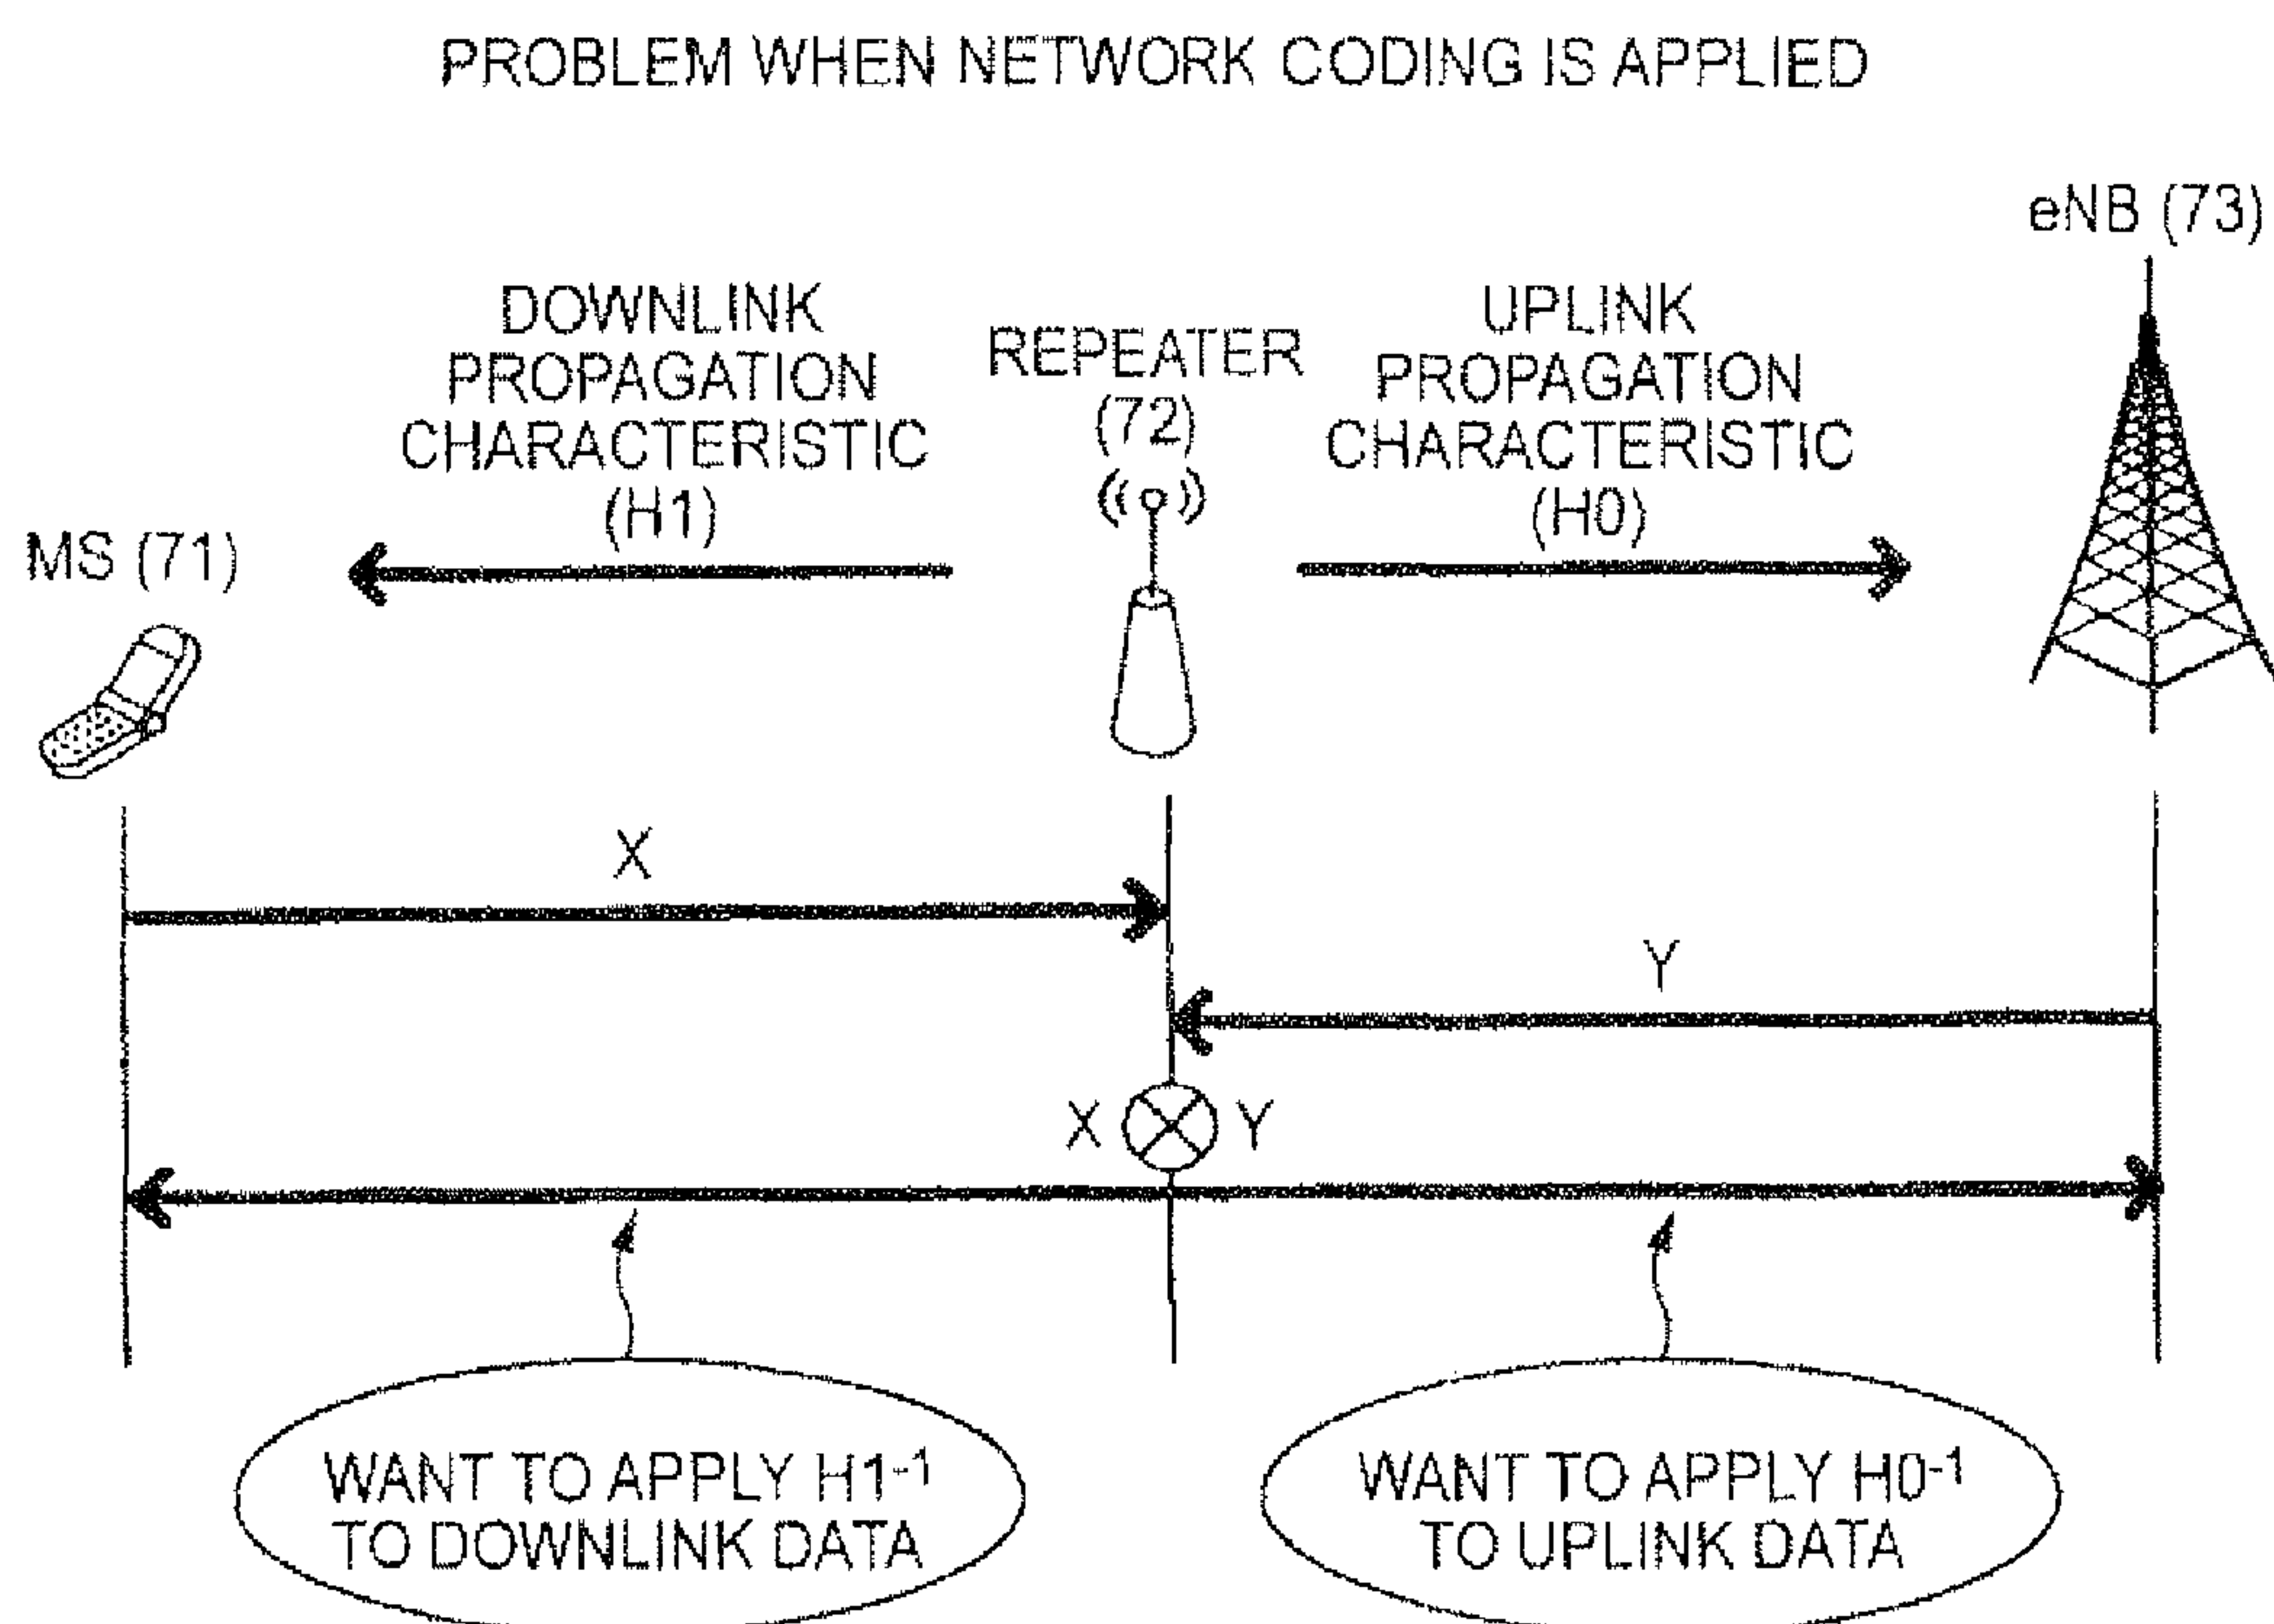 PROBLEM WHEN NETWORK CODING IS APPLIED
eNB (73)
DOWNLINK
PROPAGATION
CHARACTERISTIC
(H1)
REPEATER
(72)
UPLINK
PROPAGATION
CHARACTERISTIC
(H0)
MS (71)
X
Y
X Y
WANT TO APPLY H1-1
TO DOWNLINK DATA
WANT TO APPLY H0-1
TO UPLINK DATA